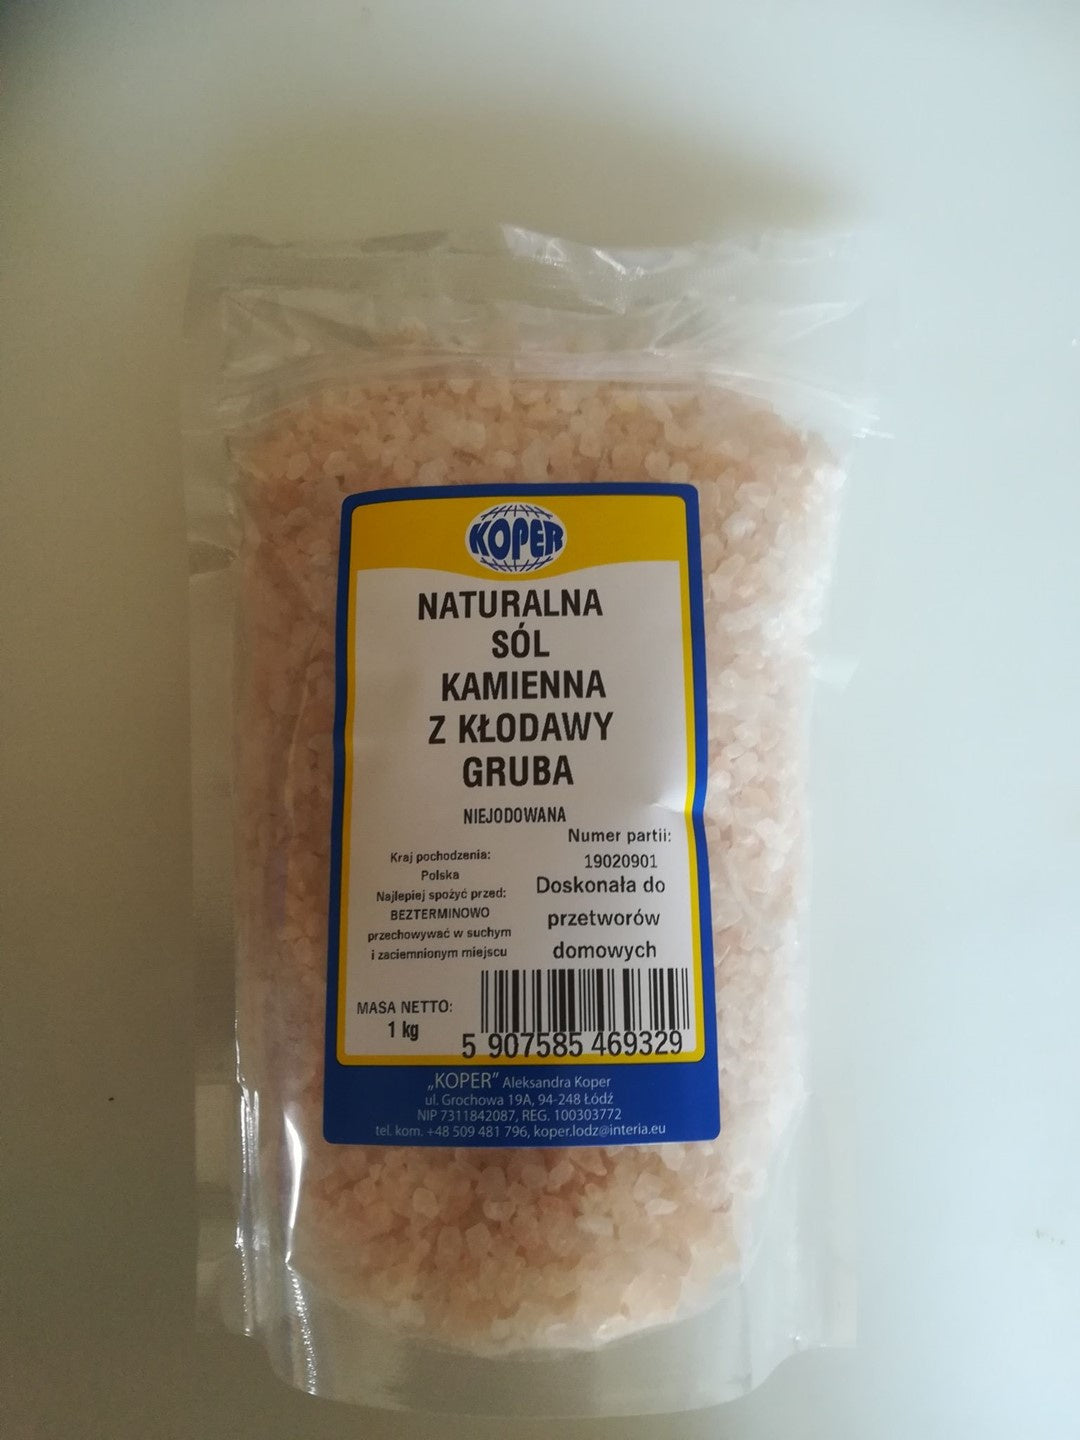 KOPER
NATURALNA
SÓL
KAMIENNA
Z KŁODAWY
GRUBA
NIEJODOWANA
Kraj pochodzenia:
Polska
Najlepiej spożyć przed:
BEZTERMINOWO
przechowywać w suchym
i zaciemnionym miejscu
Numer partii:
19020901
Doskonała do
przetworów
domowych
MASA NETTO:
1 kg
5 907585 469329
„KOPER” Aleksandra Koper
ul. Grochowa 19A, 94-248 Łódź
NIP 7311842087, REG. 100303772
tel. kom. +48 509 481 796, koper.lodz@interia.eu